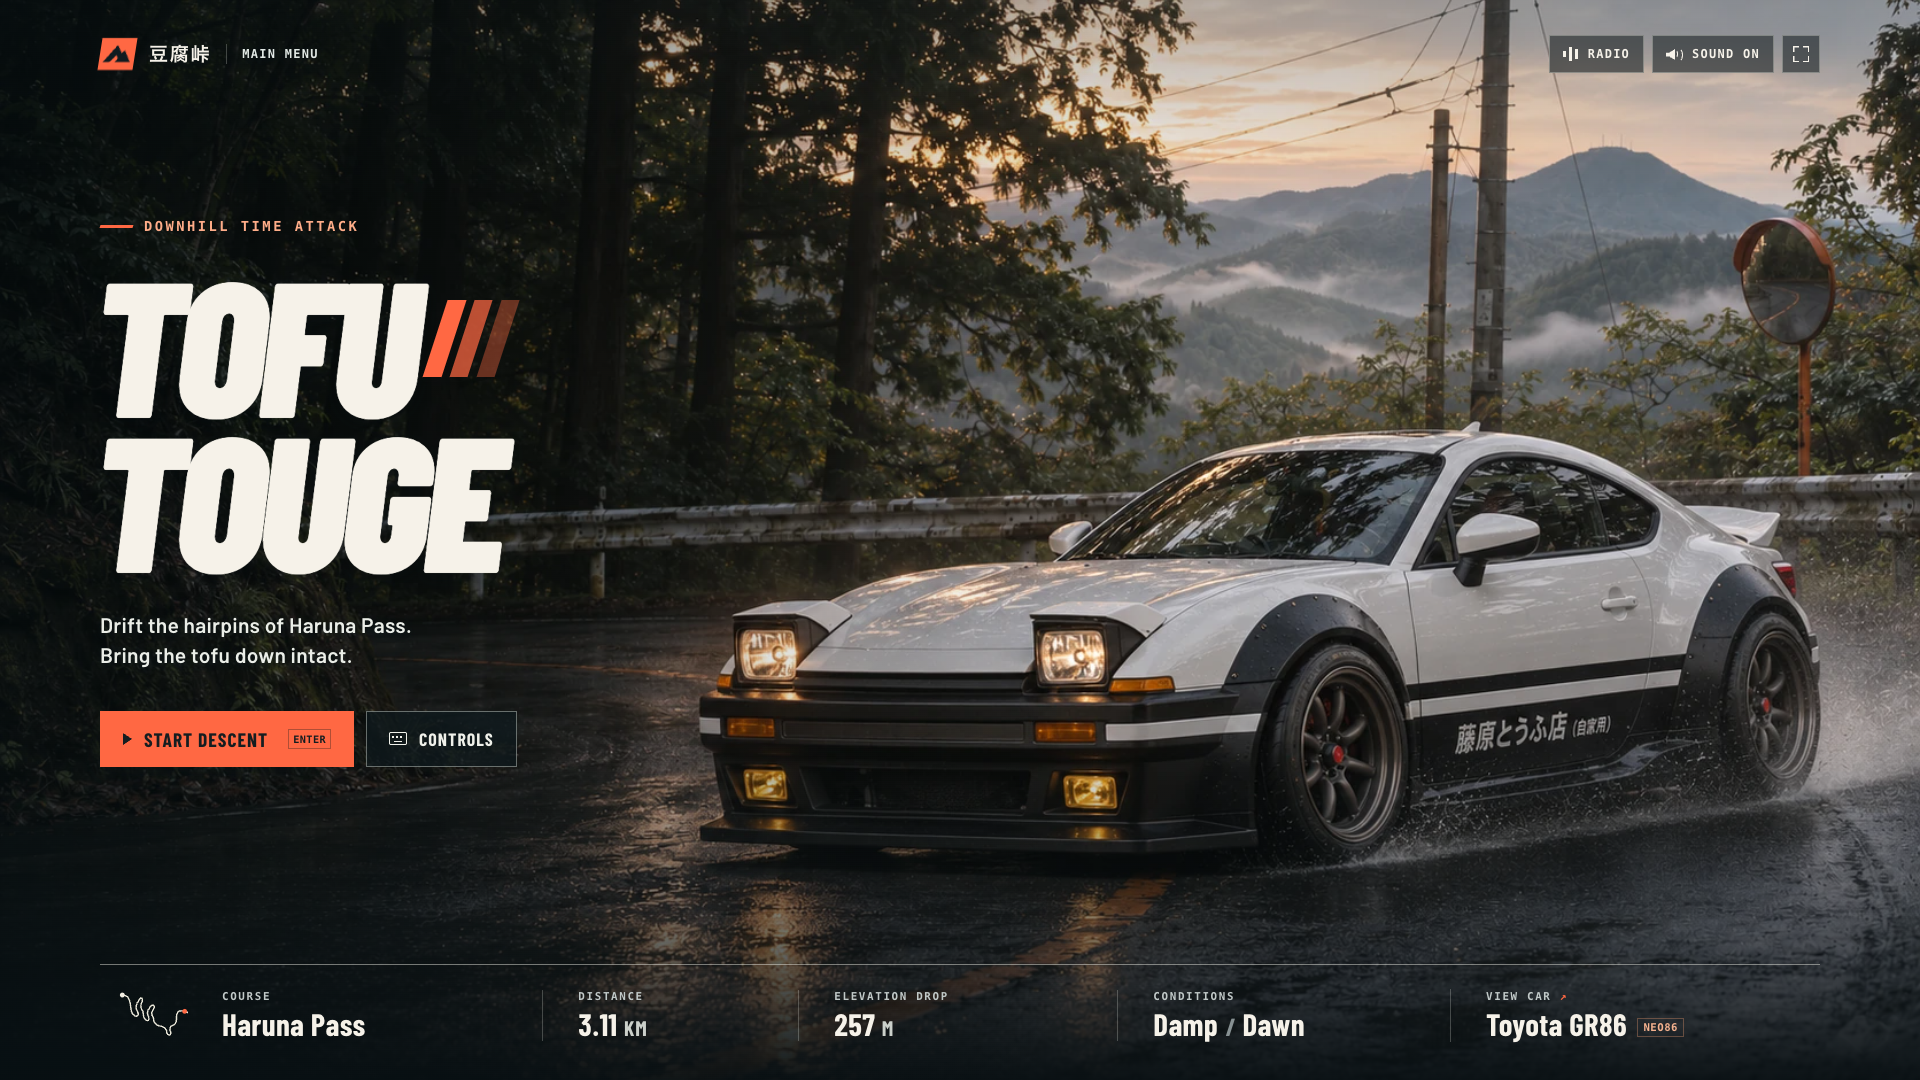 豆腐峠
MAIN MENU
RADIO
SOUND ON
DOWNHILL TIME ATTACK
TOFU
TOUGE
Drift the hairpins of Haruna Pass.
Bring the tofu down intact.
START DESCENT
ENTER
CONTROLS
藤原とうふ店(自家用)
COURSE
Haruna Pass
DISTANCE
3.11 KM
ELEVATION DROP
257 M
CONDITIONS
Damp / Dawn
VIEW CAR ↗
Toyota GR86 NEO86